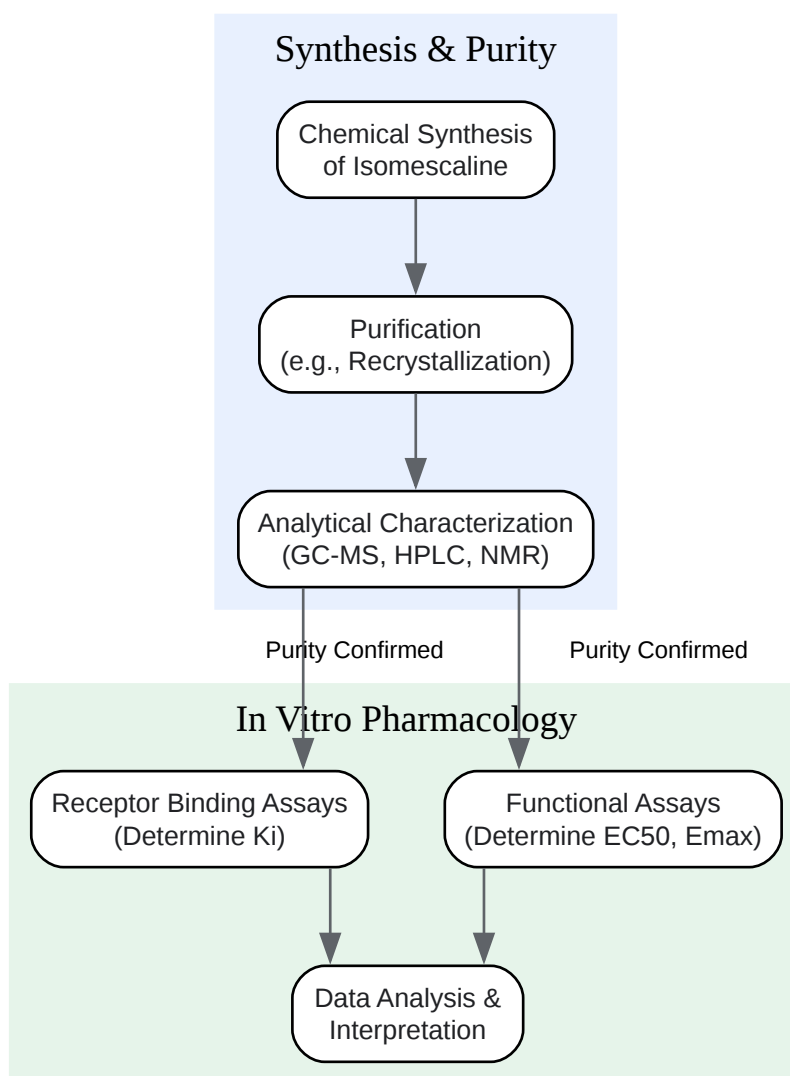 Synthesis & Purity
Chemical Synthesis
of Isomescaline
Purification
(e.g., Recrystallization)
Analytical Characterization
(GC-MS, HPLC, NMR)
Purity Confirmed
Purity Confirmed
In Vitro Pharmacology
Receptor Binding Assays
(Determine Ki)
Functional Assays
(Determine EC50, Emax)
Data Analysis &
Interpretation